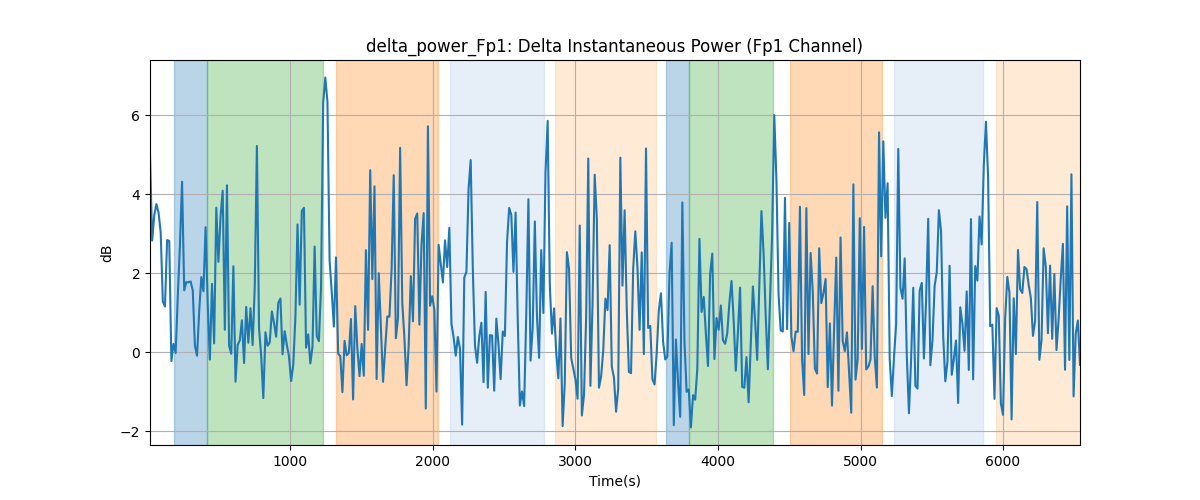 delta_power_Fp1: Delta Instantaneous Power (Fp1 Channel)
dB
6
4
2
0
−2
1000 2000 3000 4000 5000 6000
Time(s)